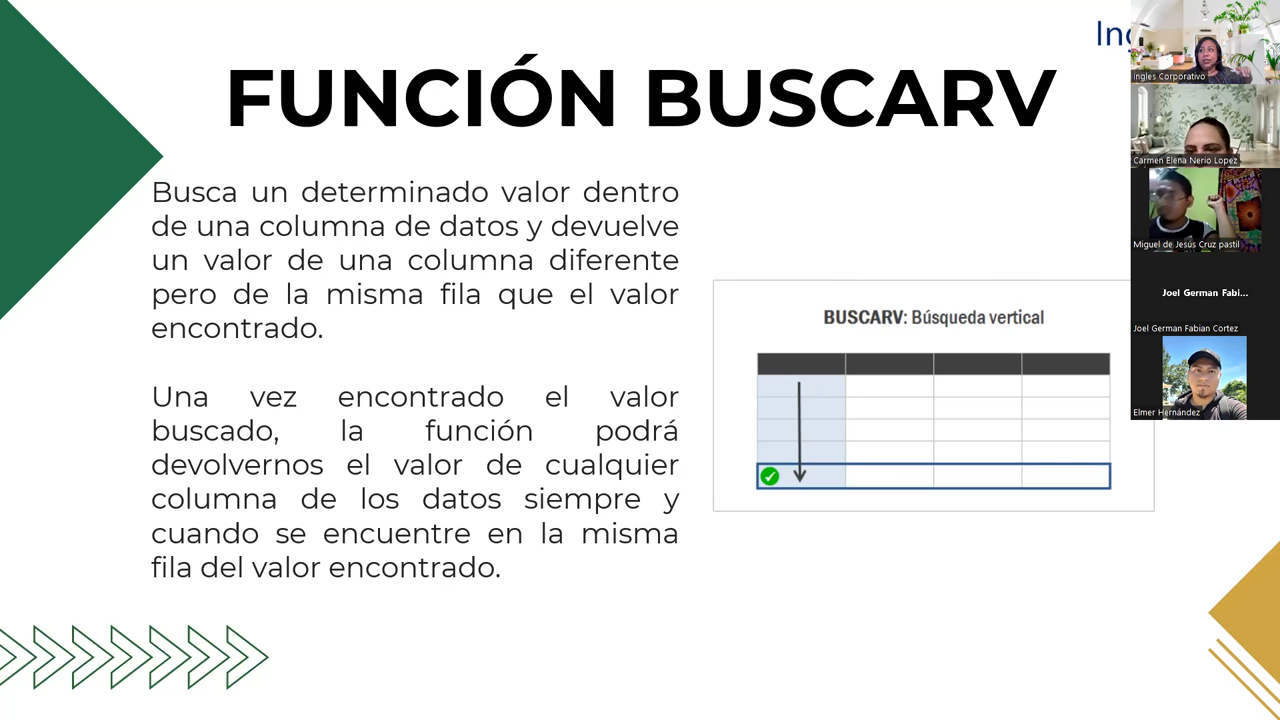 FUNCIÓN BUSCARV
Busca un determinado valor dentro
de una columna de datos y devuelve
un valor de una columna diferente
pero de la misma fila que el valor
encontrado.
Una vez encontrado el valor
buscado, la función podrá
devolvernos el valor de cualquier
columna de los datos siempre y
cuando se encuentre en la misma
fila del valor encontrado.
BUSCARV: Búsqueda vertical
Ingles Corporativo
Carmen Elena Nerio Lopez
Miguel de Jesús Cruz pastil
Joel German Fabi...
Joel German Fabian Cortez
Elmer Hernández